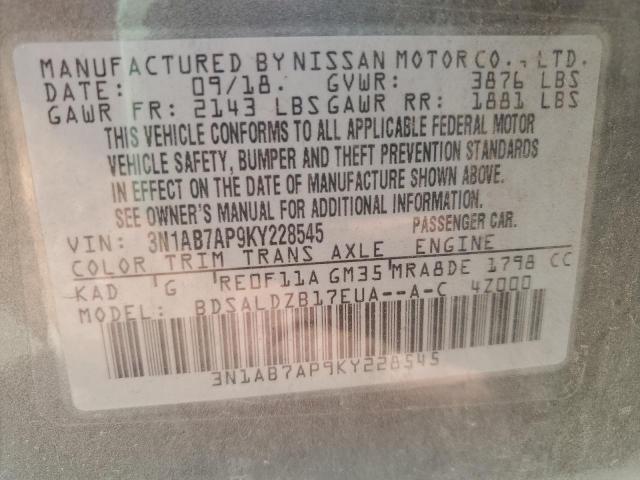 MANUFACTURED BY NISSAN MOTOR CO., LTD.
DATE: 09/18. GVWR: 3876 LBS
GAWR FR: 2143 LBS GAWR RR: 1881 LBS
THIS VEHICLE CONFORMS TO ALL APPLICABLE FEDERAL MOTOR
VEHICLE SAFETY, BUMPER AND THEFT PREVENTION STANDARDS
IN EFFECT ON THE DATE OF MANUFACTURE SHOWN ABOVE.
SEE OWNER'S MANUAL FOR ADDITIONAL INFORMATION.
VIN: 3N1AB7AP9KY228545 PASSENGER CAR.
COLOR TRIM TRANS AXLE ENGINE
KAD G RE0F11A GM35 MRA8DE 1798 CC
MODEL: BDSALDZB17EUA--A-C 4Z000
3N1AB7AP9KY228545